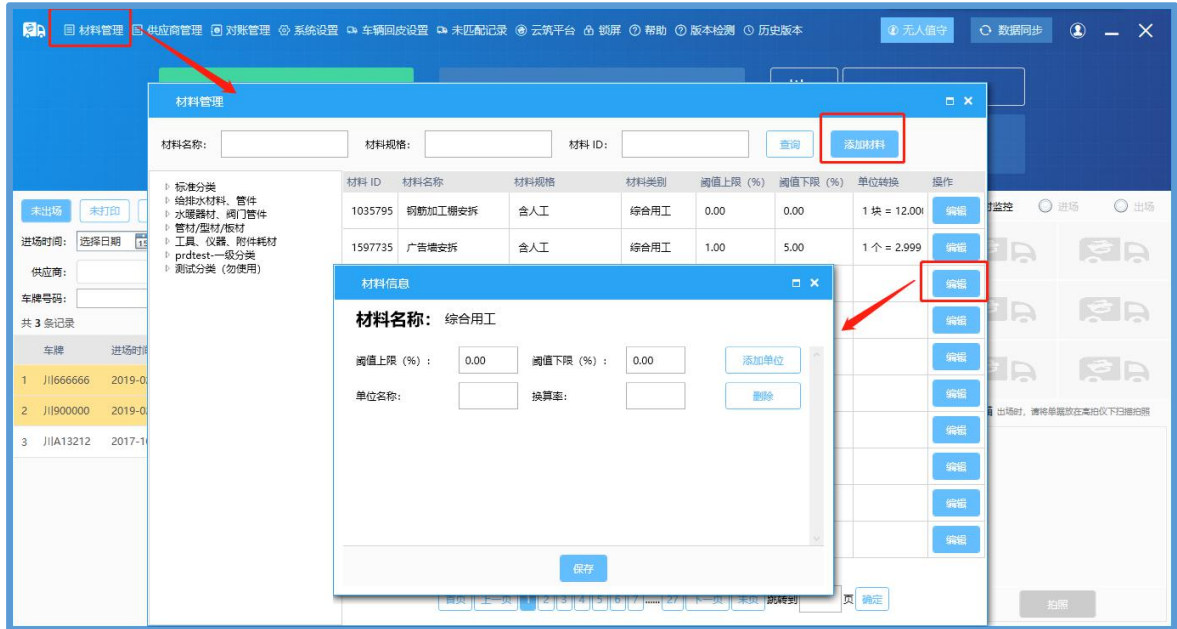 材料管理 供应商管理 对账管理 系统设置 车辆回皮设置 未匹配记录 云筑平台 锁屏 帮助 版本检测 历史版本 无人值守 数据同步
材料管理
材料名称: 材料规格: 材料 ID: 查询 添加材料
标准分类
给排水材料、管件
水暖器材、阀门管件
管材/型材/板材
工具、仪器、附件耗材
prdtest-一级分类
测试分类 (勿使用)
材料 ID 材料名称 材料规格 材料类别 阈值上限 (%) 阈值下限 (%) 单位转换 操作
1035795 钢筋加工棚安拆 含人工 综合用工 0.00 0.00 1 块 = 12.00 编辑
1597735 广告墙安拆 含人工 综合用工 1.00 5.00 1 个 = 2.999 编辑
编辑
编辑
编辑
编辑
编辑
编辑
编辑
编辑
未出场 未打印
进场时间: 选择日期 15
供应商:
车牌号码:
共 3 条记录
车牌 进场时间
1 川666666 2019-0
2 川900000 2019-0
3 川A13212 2017-1
材料信息
材料名称: 综合用工
阈值上限 (%) : 0.00 阈值下限 (%) : 0.00 添加单位
单位名称: 换算率: 删除
保存
首页 上一页 1 2 3 4 5 6 7 ...... 27 下一页 末页 跳转到 页 确定
时监控 进场 出场
出场时，请将单据放在高拍仪下扫描拍照
拍照